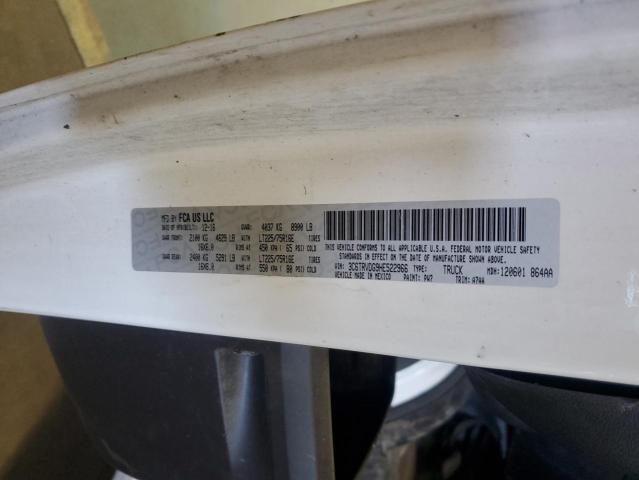 MFD BY FCA US LLC
DATE OF MFR 12-16 GVWR: 4037 KG 8900 LB
GAWR FRONT: 2100 KG 4629 LB WITH LT225/75R16E TIRES
16X6.0 RIMS AT 450 KPA/ 65 PSI COLD
GAWR REAR: 2400 KG 5291 LB WITH LT225/75R16E TIRES
16X6.0 RIMS AT 550 KPA/ 80 PSI COLD
THIS VEHICLE CONFORMS TO ALL APPLICABLE U.S.A. FEDERAL MOTOR VEHICLE SAFETY
STANDARDS IN EFFECT ON THE DATE OF MANUFACTURE SHOWN ABOVE.
VIN: 3C6TRVDG9HE522966 TYPE: TRUCK MDH: 120601 864AA
VEHICLE MADE IN MEXICO PAINT: PW7 TRIM: A7AA